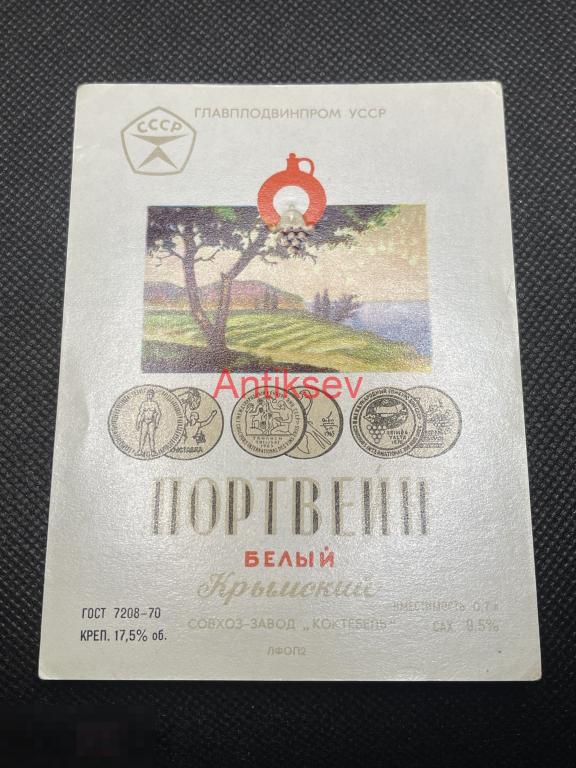 СССР
ГЛАВПЛОДВИНПРОМ УССР
Antiksev
ПОРТВЕЙН
БЕЛЫЙ
Крымский
ГОСТ 7208-70
ВМЕСТИМОСТЬ 0,7 л
КРЕП. 17,5% об.
СОВХОЗ-ЗАВОД „КОКТЕБЕЛЬ"
САХ 9,5%
ЛФОП2